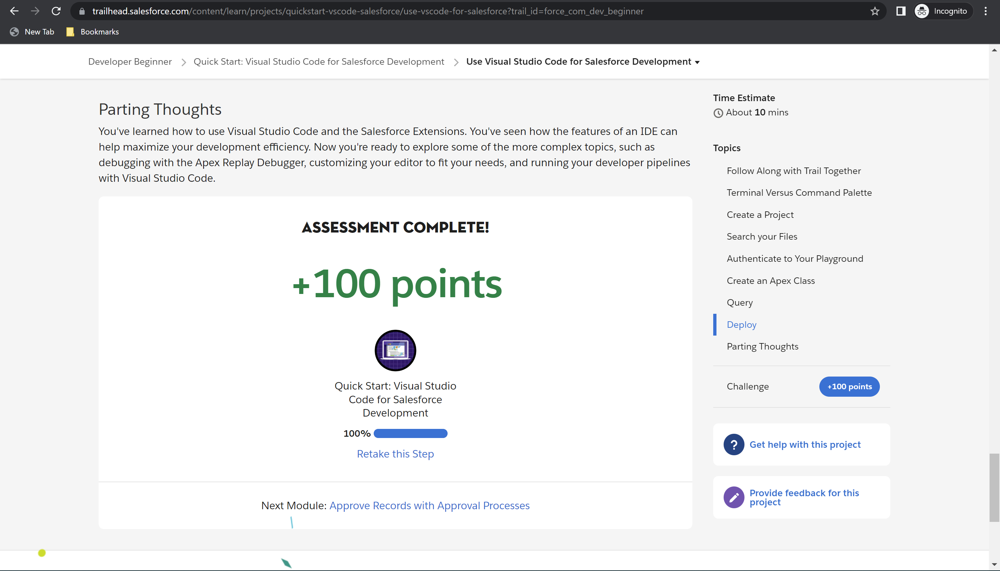 trailhead.salesforce.com/content/learn/projects/quickstart-vscode-salesforce/use-vscode-for-salesforce?trail_id=force_com_dev_beginner
Incognito
New Tab
Bookmarks
Developer Beginner
Quick Start: Visual Studio Code for Salesforce Development
Use Visual Studio Code for Salesforce Development
Parting Thoughts
You've learned how to use Visual Studio Code and the Salesforce Extensions. You've seen how the features of an IDE can
help maximize your development efficiency. Now you're ready to explore some of the more complex topics, such as
debugging with the Apex Replay Debugger, customizing your editor to fit your needs, and running your developer pipelines
with Visual Studio Code.
ASSESSMENT COMPLETE!
+100 points
Quick Start: Visual Studio
Code for Salesforce
Development
100%
Retake this Step
Next Module: Approve Records with Approval Processes
Time Estimate
About 10 mins
Topics
Follow Along with Trail Together
Terminal Versus Command Palette
Create a Project
Search your Files
Authenticate to Your Playground
Create an Apex Class
Query
Deploy
Parting Thoughts
Challenge
+100 points
?
Get help with this project
Provide feedback for this
project